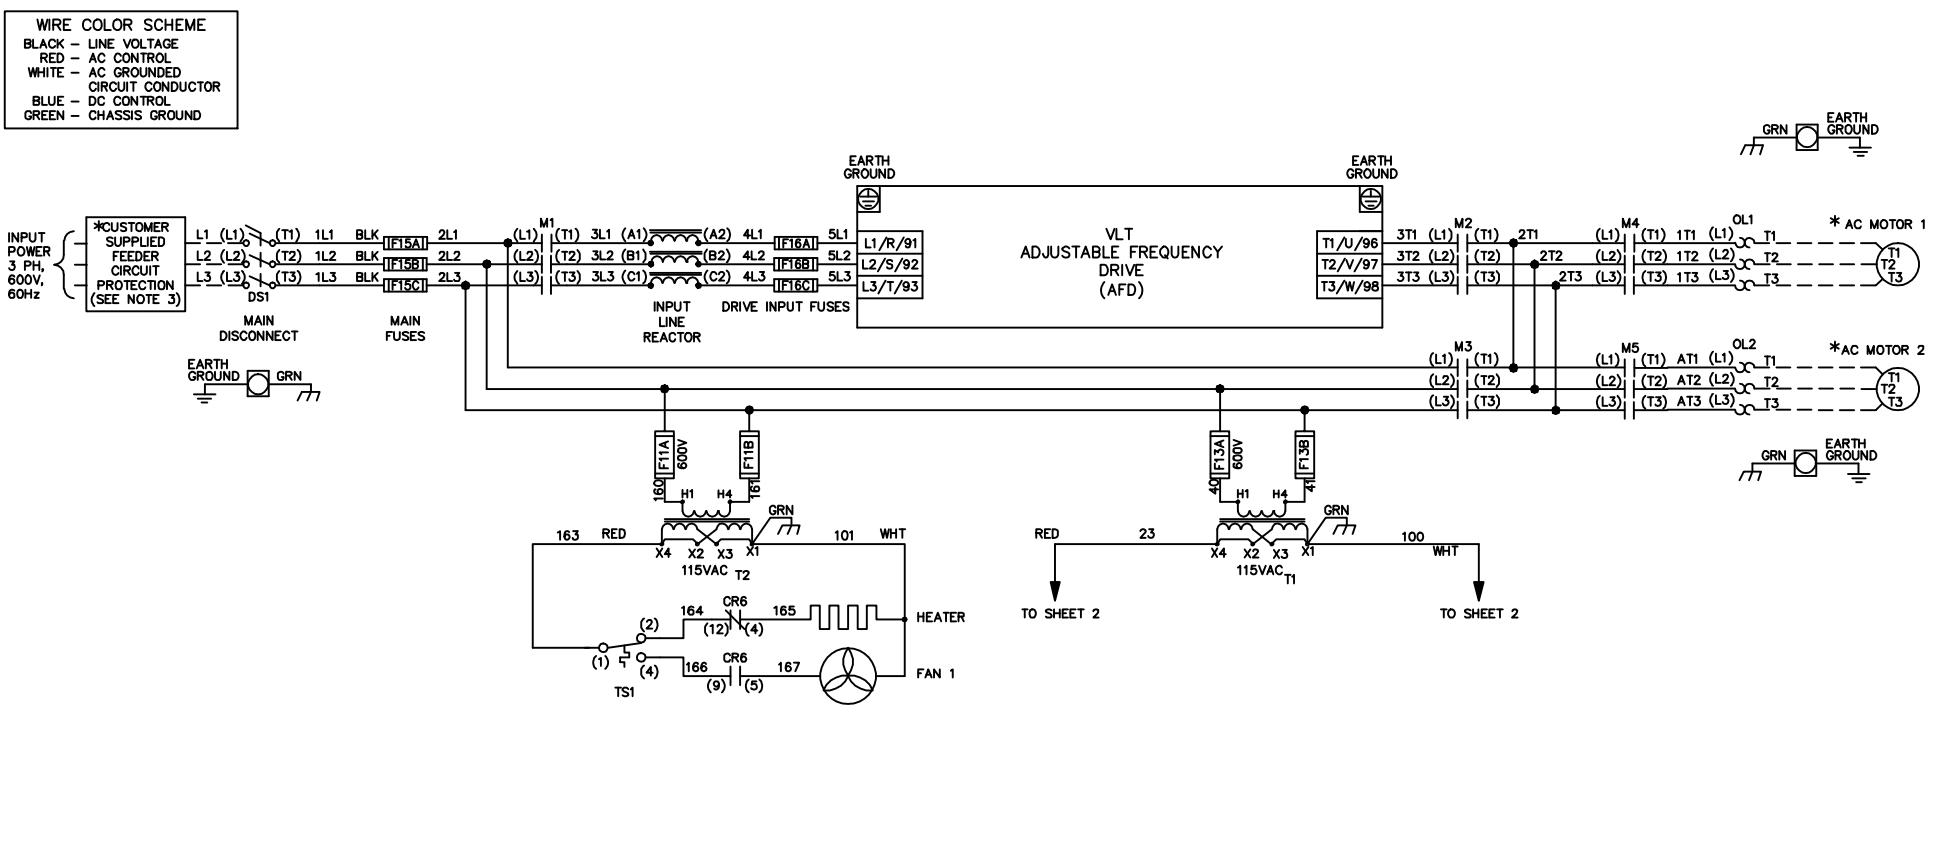 WIRE COLOR SCHEME
BLACK – LINE VOLTAGE
RED – AC CONTROL
WHITE – AC GROUNDED
CIRCUIT CONDUCTOR
BLUE – DC CONTROL
GREEN – CHASSIS GROUND
EARTH
GRN GROUND
EARTH
GROUND
EARTH
GROUND
INPUT
POWER
3 PH,
600V,
60Hz
*CUSTOMER
SUPPLIED
FEEDER
CIRCUIT
PROTECTION
(SEE NOTE 3)
L1 (L1) (T1) 1L1 BLK F15A 2L1 (L1) M1 (T1) 3L1 (A1) (A2) 4L1 F16A 5L1 L1/R/91
L2 (L2) (T2) 1L2 BLK F15B 2L2 (L2) (T2) 3L2 (B1) (B2) 4L2 F16B 5L2 L2/S/92
L3 (L3) (T3) 1L3 BLK F15C 2L3 (L3) (T3) 3L3 (C1) (C2) 4L3 F16C 5L3 L3/T/93
DS1
MAIN
DISCONNECT
MAIN
FUSES
INPUT
LINE
REACTOR
DRIVE INPUT FUSES
VLT
ADJUSTABLE FREQUENCY
DRIVE
(AFD)
T1/U/96 3T1 (L1) M2 (T1) 2T1 (L1) M4 (T1) 1T1 (L1) OL1 T1
T2/V/97 3T2 (L2) (T2) 2T2 (L2) (T2) 1T2 (L2) T2
T3/W/98 3T3 (L3) (T3) 2T3 (L3) (T3) 1T3 (L3) T3
* AC MOTOR 1
T1
T2
T3
EARTH
GROUND GRN
(L1) M3 (T1) (L1) M5 (T1) AT1 (L1) OL2 T1
(L2) (T2) (L2) (T2) AT2 (L2) T2
(L3) (T3) (L3) (T3) AT3 (L3) T3
*AC MOTOR 2
T1
T2
T3
EARTH
GRN GROUND
F11A
600V
F11B
160
161
H1 H4
GRN
163 RED 101 WHT
X4 X2 X3 X1
115VAC T2
F13A
600V
F13B
40
41
H1 H4
GRN
RED 23 100 WHT
X4 X2 X3 X1
115VAC T1
TO SHEET 2
TO SHEET 2
CR6
164 165
(12) (4)
HEATER
(2)
(1)
(4)
TS1
CR6
166 167
(9) (5)
FAN 1